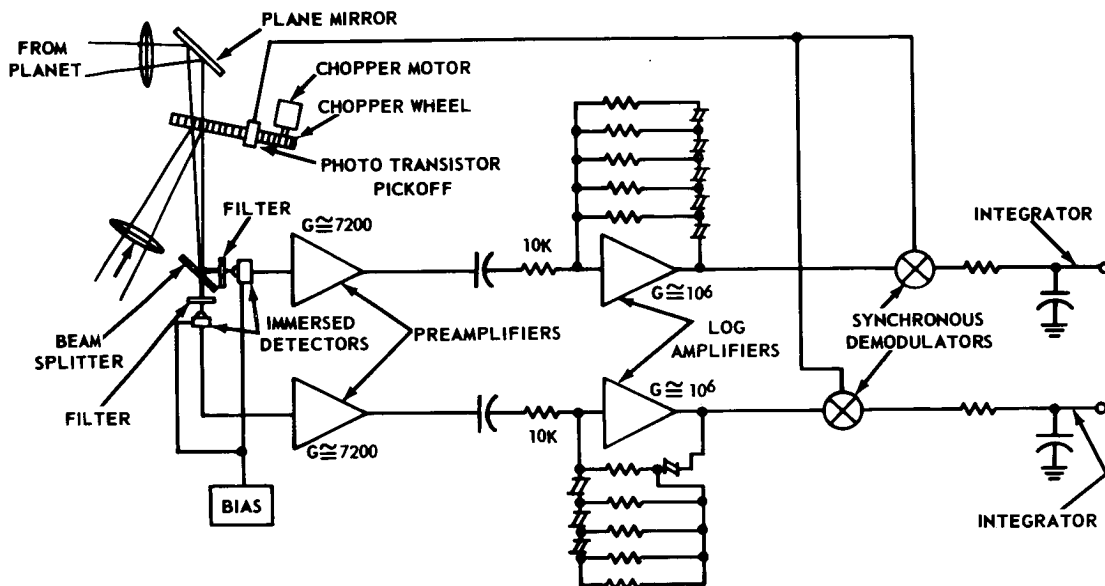 PLANE MIRROR
FROM
PLANET
CHOPPER MOTOR
CHOPPER WHEEL
PHOTO TRANSISTOR
PICKOFF
FILTER
G≅7200
10K
G≅10⁶
INTEGRATOR
BEAM
SPLITTER
IMMERSED
DETECTORS
PREAMPLIFIERS
LOG
AMPLIFIERS
SYNCHRONOUS
DEMODULATORS
FILTER
G≅7200
10K
G≅10⁶
BIAS
INTEGRATOR